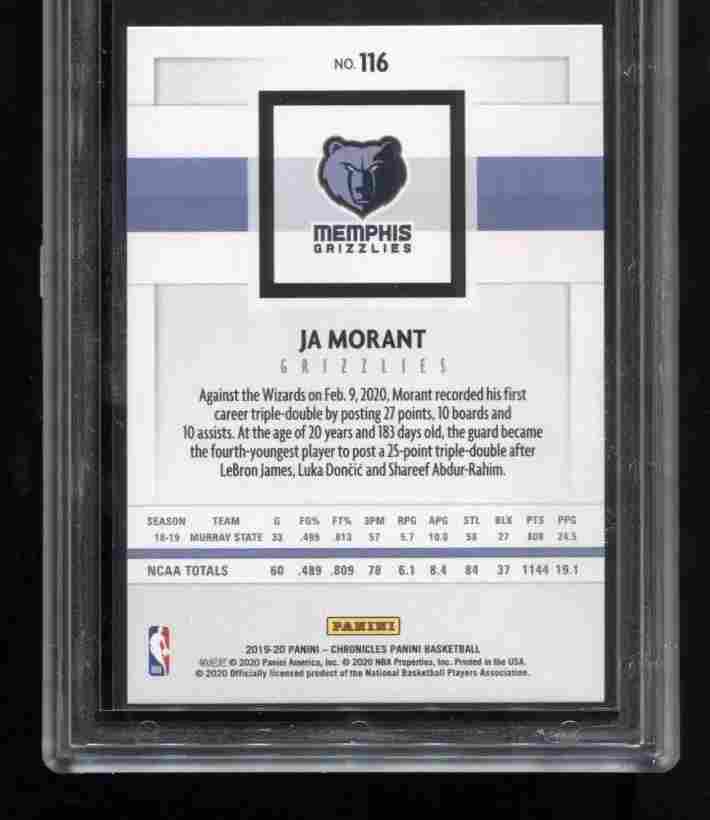 NO. 116
MEMPHIS
GRIZZLIES
JA MORANT
GRIZZLIES
Against the Wizards on Feb. 9, 2020, Morant recorded his first
career triple-double by posting 27 points, 10 boards and
10 assists. At the age of 20 years and 183 days old, the guard became
the fourth-youngest player to post a 25-point triple-double after
LeBron James, Luka Dončić and Shareef Abdur-Rahim.
SEASON TEAM G FG% FT% 3PM RPG APG STL BLK PTS PPG
18-19 MURRAY STATE 33 .499 .813 57 5.7 10.0 58 27 808 24.5
NCAA TOTALS 60 .489 .809 78 6.1 8.4 84 37 1144 19.1
PANINI
2019-20 PANINI – CHRONICLES PANINI BASKETBALL
© 2020 Panini America, Inc. © 2020 NBA Properties, Inc. Printed in the USA.
© 2020 Officially licensed product of the National Basketball Players Association.